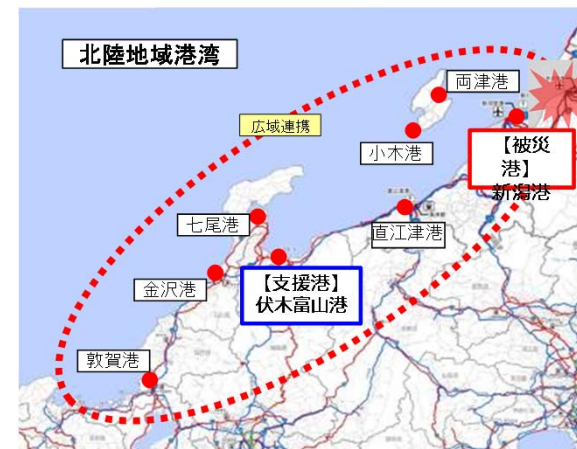 北陸地域港湾
両津港
広域連携
小木港
【被災
港】
新潟港
七尾港
直江津港
金沢港
【支援港】
伏木富山港
敦賀港